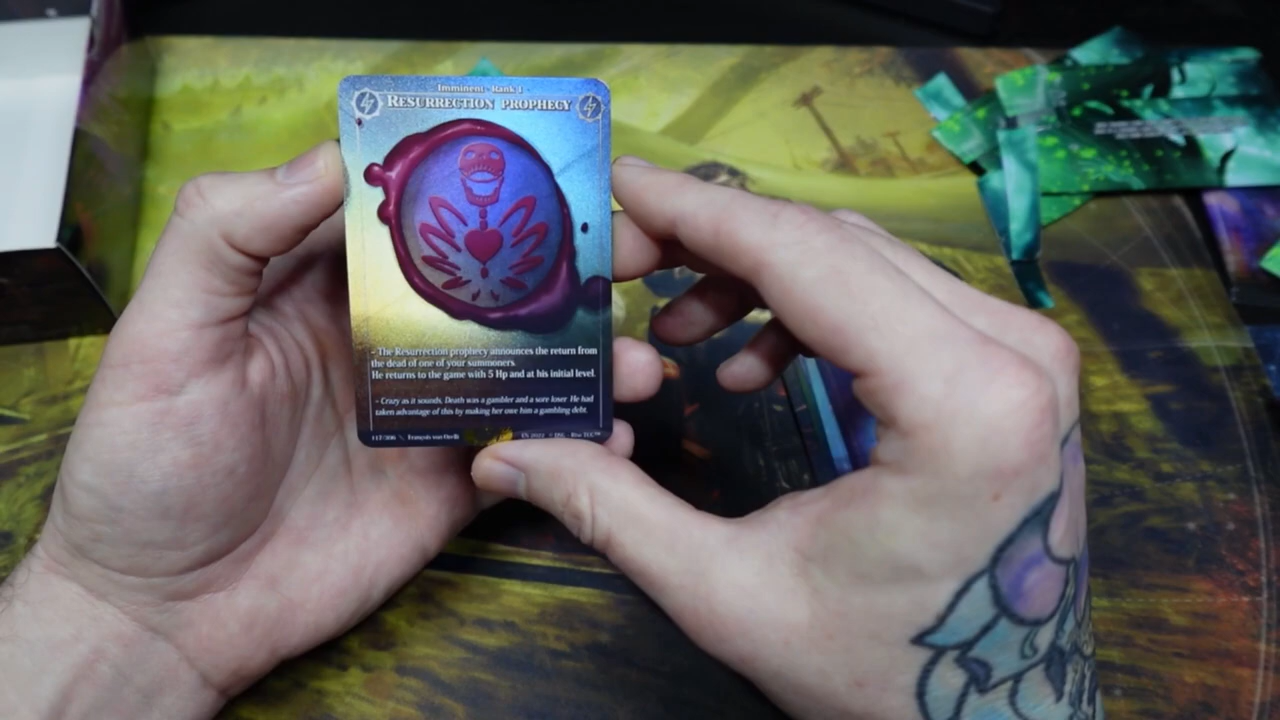 Imminent - Rank 1
RESURRECTION PROPHECY
- The Resurrection prophecy announces the return from
the dead of one of your summoners.
He returns to the game with 5 Hp and at his initial level.
- Crazy as it sounds, Death was a gambler and a sore loser. He had
taken advantage of this by making her owe him a gambling debt.
EN 2022